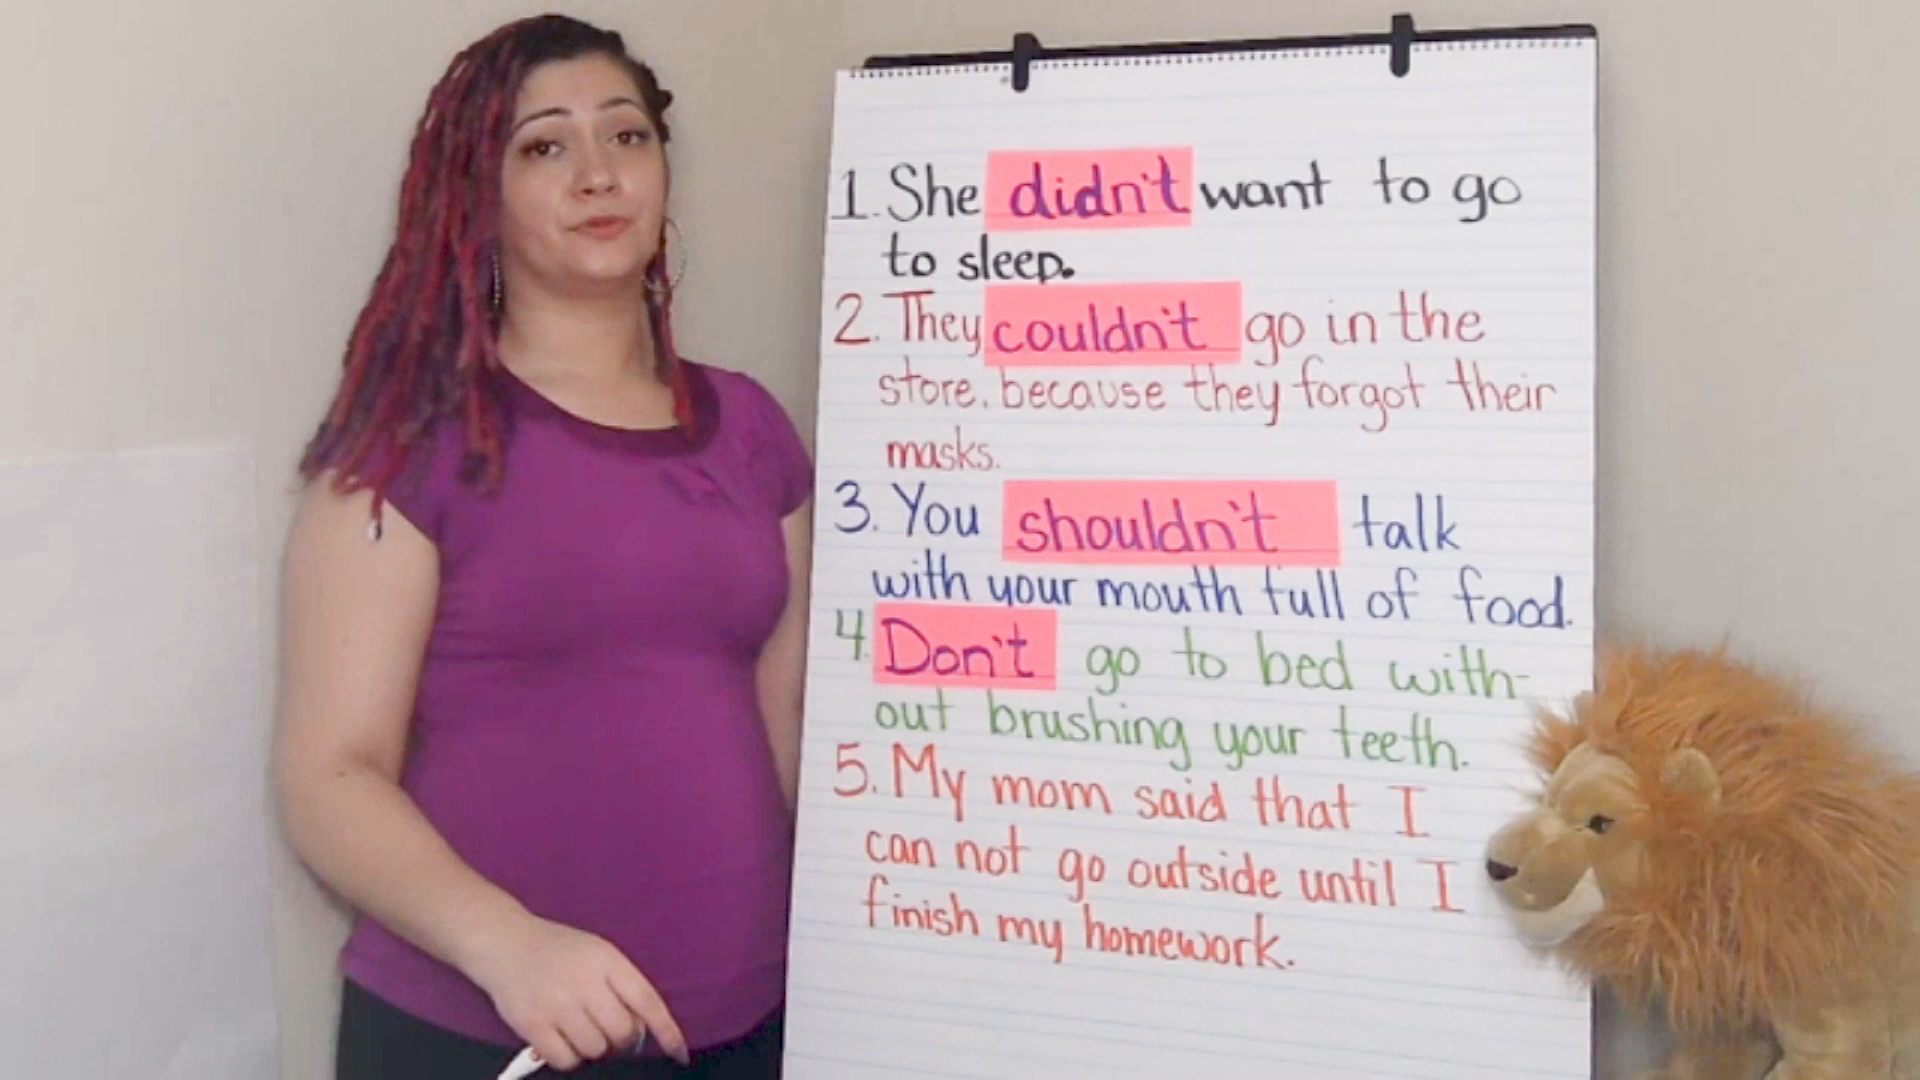 1. She didn't want to go
to sleep.
2. They couldn't go in the
store. because they forgot their
masks.
3. You shouldn't talk
with your mouth full of food.
4. Don't go to bed with-
out brushing your teeth.
5. My mom said that I
can not go outside until I
finish my homework.